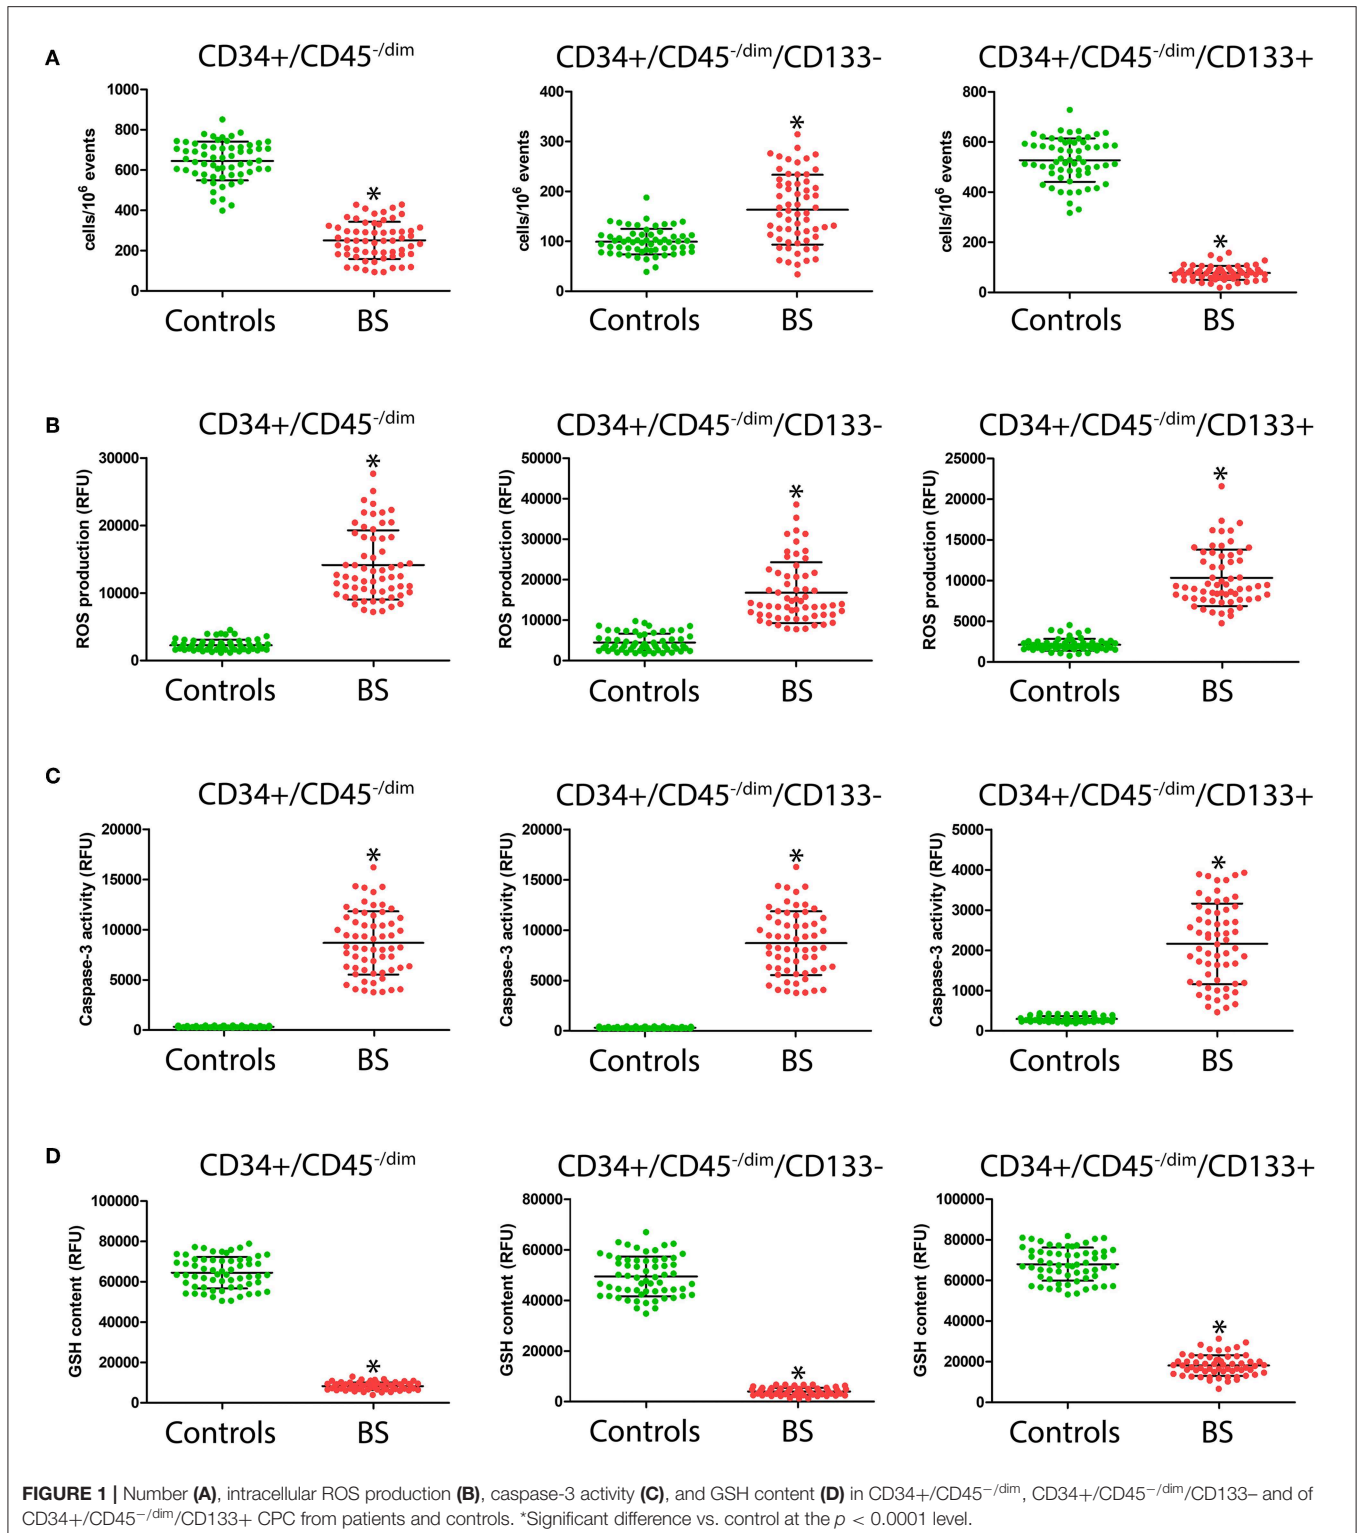 A
CD34+/CD45-/dim
CD34+/CD45-/dim/CD133-
CD34+/CD45-/dim/CD133+
cells/10⁶ events
1000
800
600
400
200
0
*
Controls
BS
cells/10⁶ events
400
300
200
100
0
*
Controls
BS
cells/10⁶ events
800
600
400
200
0
*
Controls
BS
B
CD34+/CD45-/dim
CD34+/CD45-/dim/CD133-
CD34+/CD45-/dim/CD133+
ROS production (RFU)
30000
20000
10000
0
*
Controls
BS
ROS production (RFU)
50000
40000
30000
20000
10000
0
*
Controls
BS
ROS production (RFU)
25000
20000
15000
10000
5000
0
*
Controls
BS
C
CD34+/CD45-/dim
CD34+/CD45-/dim/CD133-
CD34+/CD45-/dim/CD133+
Caspase-3 activity (RFU)
20000
15000
10000
5000
0
*
Controls
BS
Caspase-3 activity (RFU)
20000
15000
10000
5000
0
*
Controls
BS
Caspase-3 activity (RFU)
5000
4000
3000
2000
1000
0
*
Controls
BS
D
CD34+/CD45-/dim
CD34+/CD45-/dim/CD133-
CD34+/CD45-/dim/CD133+
GSH content (RFU)
100000
80000
60000
40000
20000
0
*
Controls
BS
GSH content (RFU)
80000
60000
40000
20000
0
*
Controls
BS
GSH content (RFU)
100000
80000
60000
40000
20000
0
*
Controls
BS
FIGURE 1 | Number (A), intracellular ROS production (B), caspase-3 activity (C), and GSH content (D) in CD34+/CD45−/dim, CD34+/CD45−/dim/CD133– and of
CD34+/CD45−/dim/CD133+ CPC from patients and controls. *Significant difference vs. control at the p < 0.0001 level.